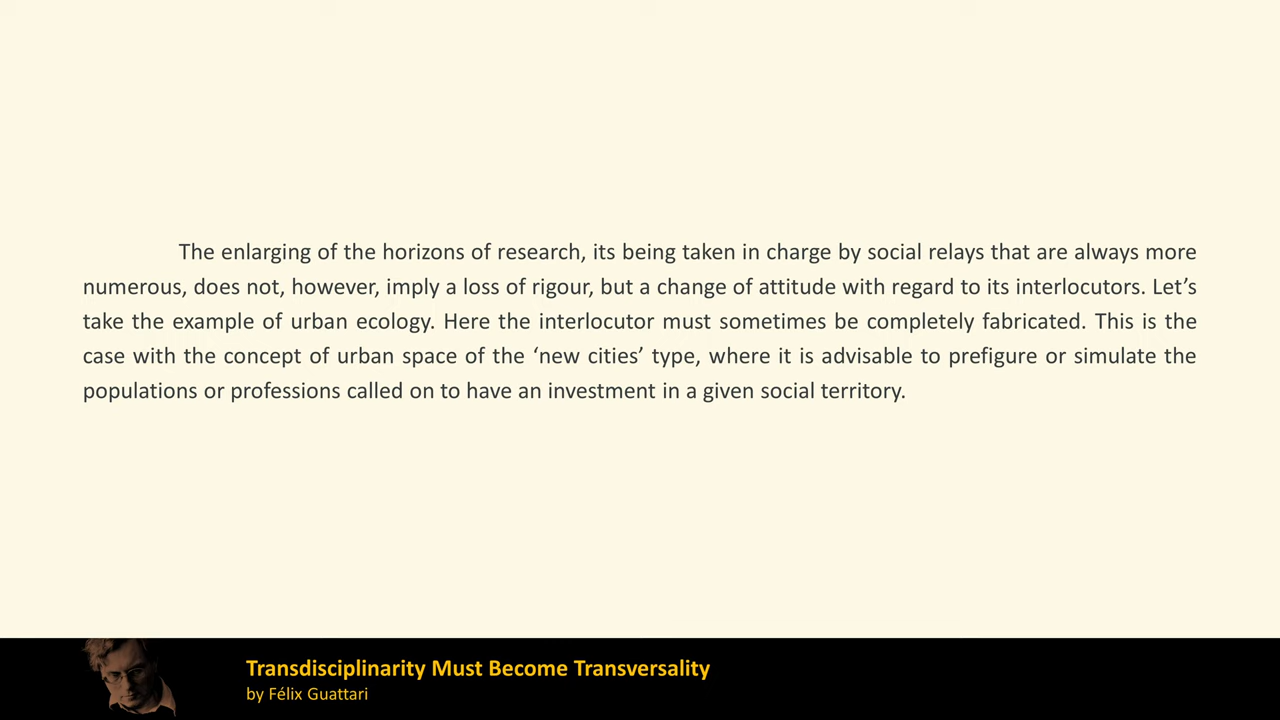 The enlarging of the horizons of research, its being taken in charge by social relays that are always more
numerous, does not, however, imply a loss of rigour, but a change of attitude with regard to its interlocutors. Let’s
take the example of urban ecology. Here the interlocutor must sometimes be completely fabricated. This is the
case with the concept of urban space of the ‘new cities’ type, where it is advisable to prefigure or simulate the
populations or professions called on to have an investment in a given social territory.
Transdisciplinarity Must Become Transversality
by Félix Guattari